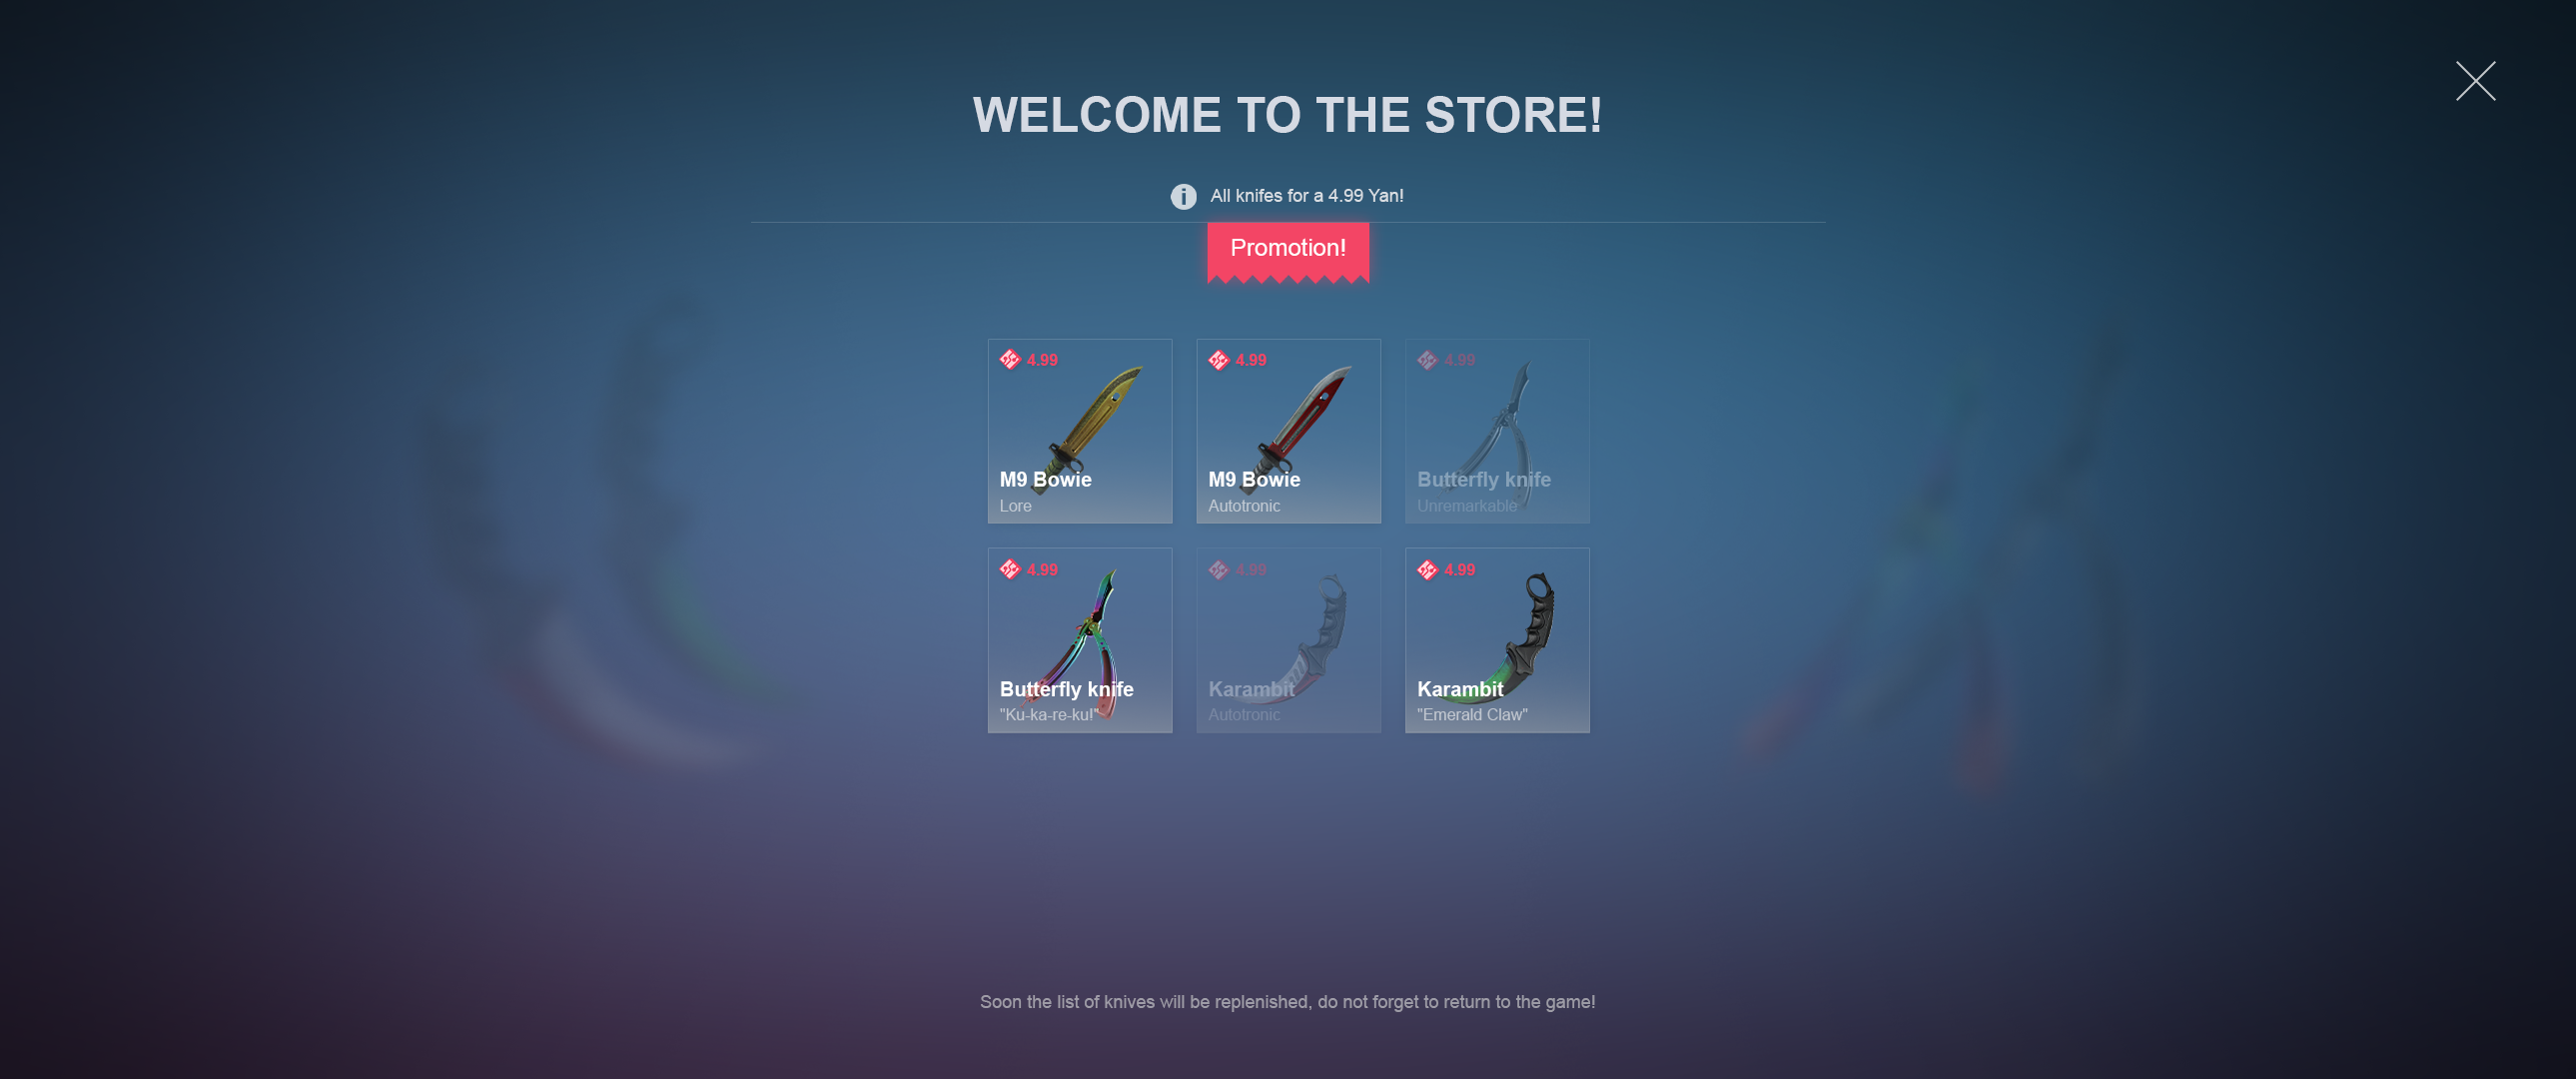 WELCOME TO THE STORE!
All knifes for a 4.99 Yan!
Promotion!
4.99
M9 Bowie
Lore
4.99
M9 Bowie
Autotronic
4.99
Butterfly knife
Unremarkable
4.99
Butterfly knife
"Ku-ka-re-ku!"
4.99
Karambit
Autotronic
4.99
Karambit
"Emerald Claw"
Soon the list of knives will be replenished, do not forget to return to the game!